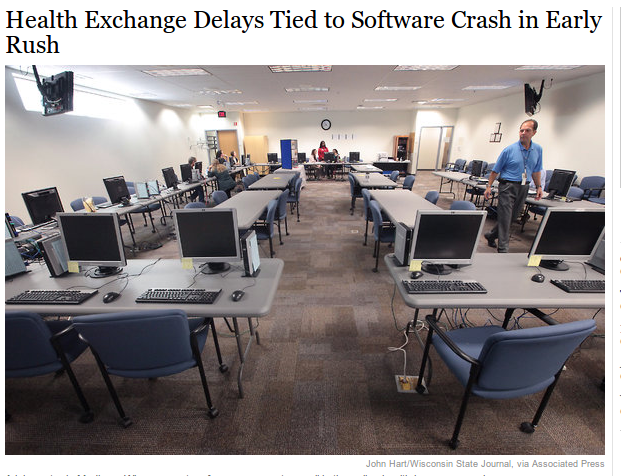 Health Exchange Delays Tied to Software Crash in Early
Rush
John Hart/Wisconsin State Journal, via Associated Press